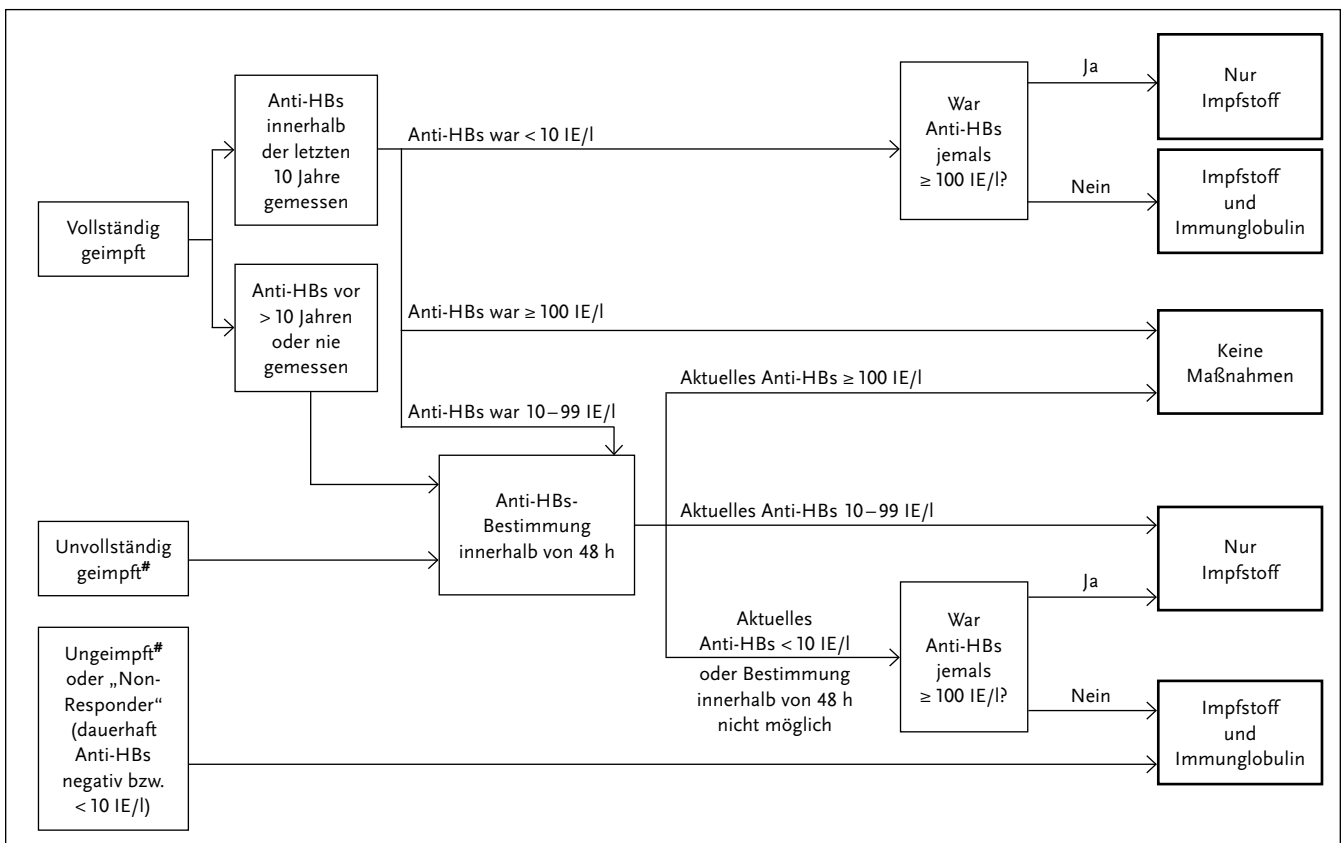 Anti-HBs
innerhalb
der letzten
10 Jahre
gemessen
Anti-HBs war < 10 IE/l
War
Anti-HBs
jemals
≥ 100 IE/l?
Ja
Nur
Impfstoff
Nein
Impfstoff
und
Immunglobulin
Vollständig
geimpft
Anti-HBs vor
> 10 Jahren
oder nie
gemessen
Anti-HBs war ≥ 100 IE/l
Keine
Maßnahmen
Aktuelles Anti-HBs ≥ 100 IE/l
Anti-HBs war 10–99 IE/l
Anti-HBs-
Bestimmung
innerhalb von 48 h
Aktuelles Anti-HBs 10–99 IE/l
Nur
Impfstoff
Unvollständig
geimpft#
Aktuelles
Anti-HBs < 10 IE/l
oder Bestimmung
innerhalb von 48 h
nicht möglich
War
Anti-HBs
jemals
≥ 100 IE/l?
Ja
Nein
Impfstoff
und
Immunglobulin
Ungeimpft#
oder „Non-
Responder“
(dauerhaft
Anti-HBs
negativ bzw.
< 10 IE/l)